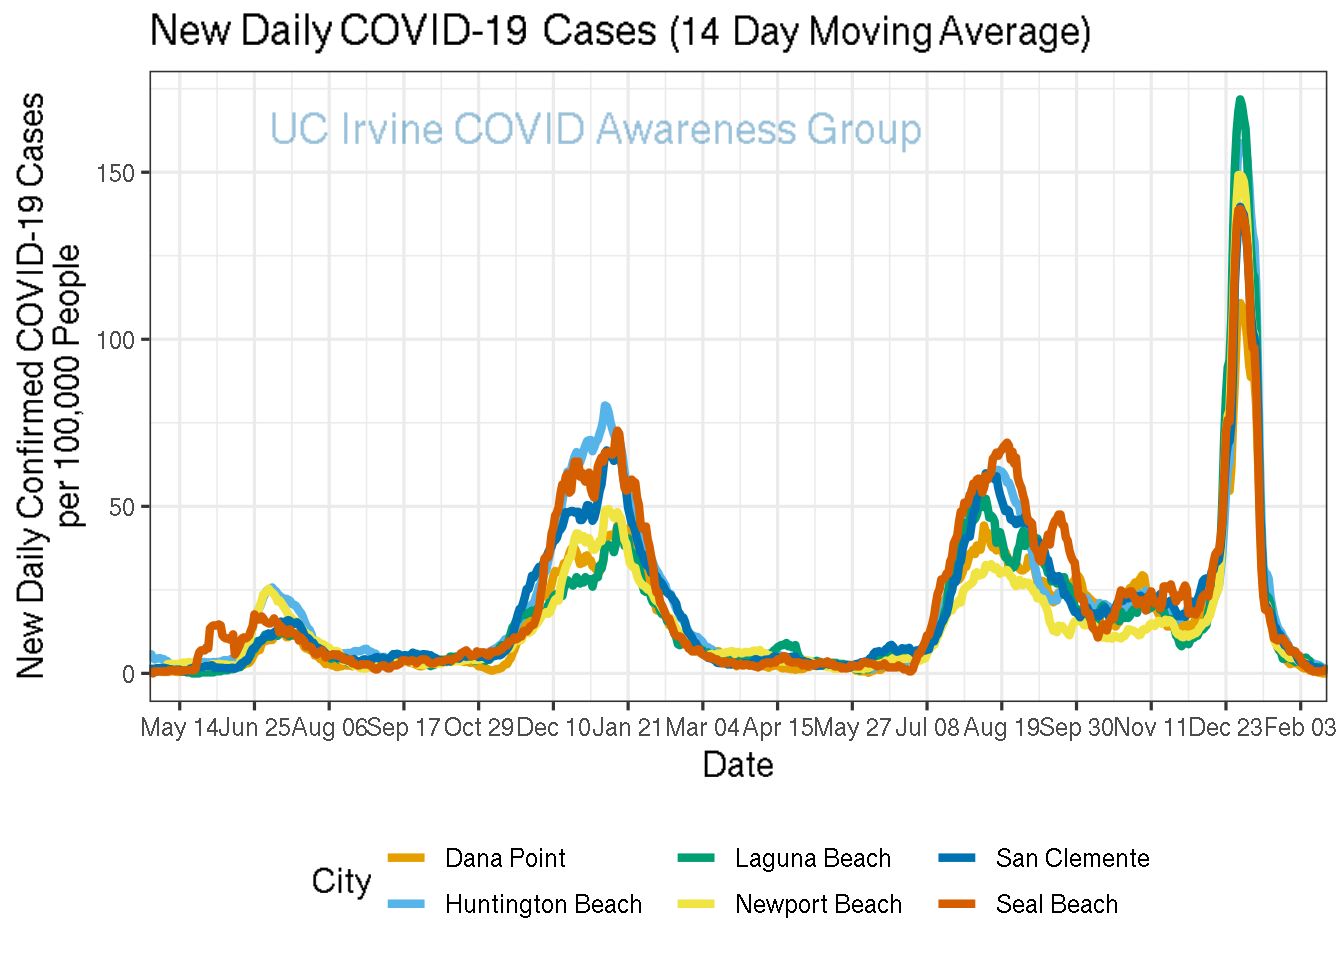 New Daily COVID-19 Cases (14 Day Moving Average)
UC Irvine COVID Awareness Group
New Daily Confirmed COVID-19 Cases
per 100,000 People
150
100
50
0
May 14 Jun 25 Aug 06 Sep 17 Oct 29 Dec 10 Jan 21 Mar 04 Apr 15 May 27 Jul 08 Aug 19 Sep 30 Nov 11 Dec 23 Feb 03
Date
City
Dana Point Laguna Beach San Clemente
Huntington Beach Newport Beach Seal Beach